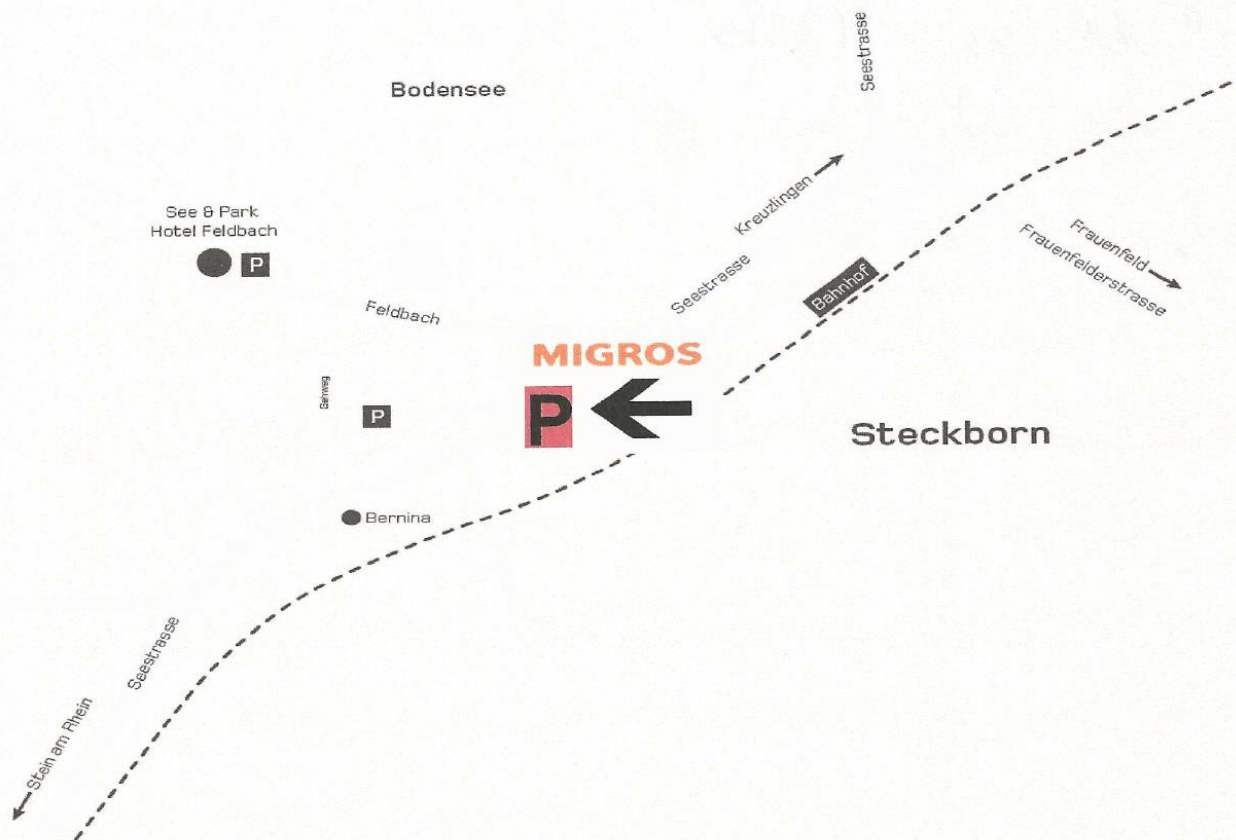 Seestrasse
Bodensee
Kreuzlingen
Seestrasse
See & Park
Hotel Feldbach
P
Frauenfeld
Frauenfelderstrasse
Bahnhof
Feldbach
MIGROS
P
P
Steckborn
Bernina
Seestrasse
Stein am Rhein